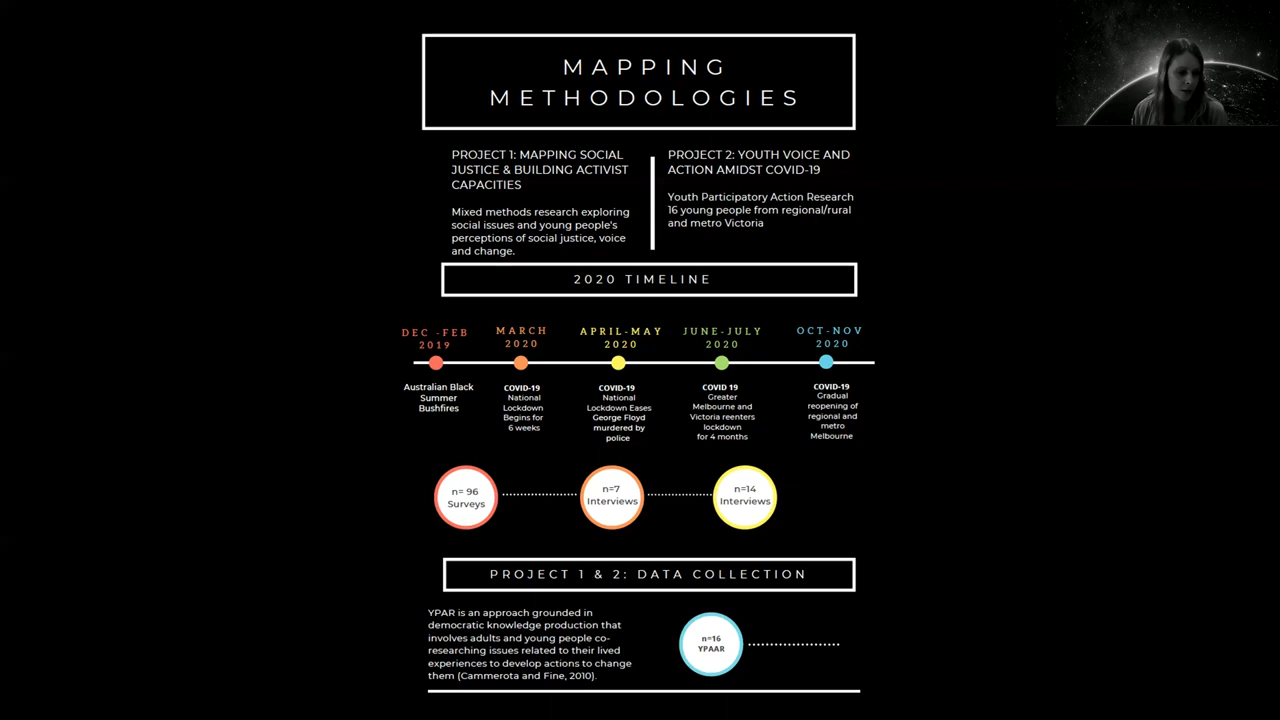 MAPPING
METHODOLOGIES
PROJECT 1: MAPPING SOCIAL
JUSTICE & BUILDING ACTIVIST
CAPACITIES
Mixed methods research exploring
social issues and young people's
perceptions of social justice, voice
and change.
PROJECT 2: YOUTH VOICE AND
ACTION AMIDST COVID-19
Youth Participatory Action Research
16 young people from regional/rural
and metro Victoria
2020 TIMELINE
DEC -FEB
2019
Australian Black
Summer
Bushfires
MARCH
2020
COVID-19
National
Lockdown
Begins for
6 weeks
APRIL-MAY
2020
COVID-19
National
Lockdown Eases
George Floyd
murdered by
police
JUNE-JULY
2020
COVID 19
Greater
Melbourne and
Victoria reenters
lockdown
for 4 months
OCT-NOV
2020
COVID-19
Gradual
reopening of
regional and
metro
Melbourne
n= 96
Surveys
n=7
Interviews
n=14
Interviews
PROJECT 1 & 2: DATA COLLECTION
YPAR is an approach grounded in
democratic knowledge production that
involves adults and young people co-
researching issues related to their lived
experiences to develop actions to change
them (Cammerota and Fine, 2010).
n=16
YPAAR